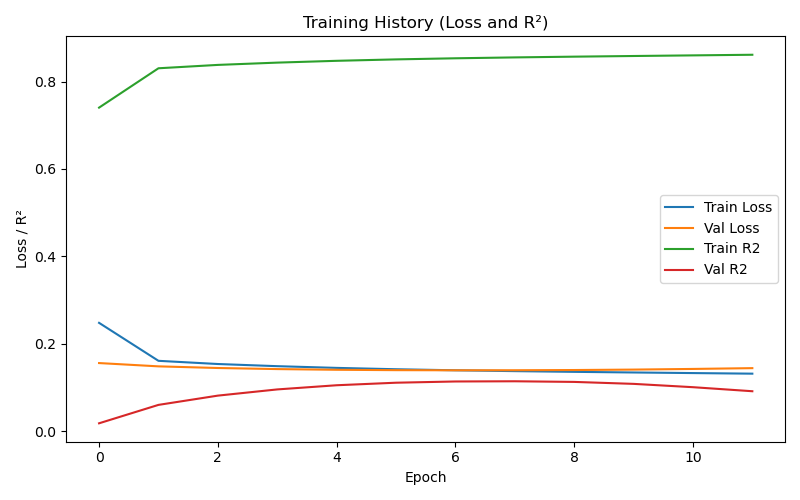 Training History (Loss and R²)
Loss / R²
0.8
0.6
0.4
0.2
0.0
Train Loss
Val Loss
Train R2
Val R2
0 2 4 6 8 10
Epoch